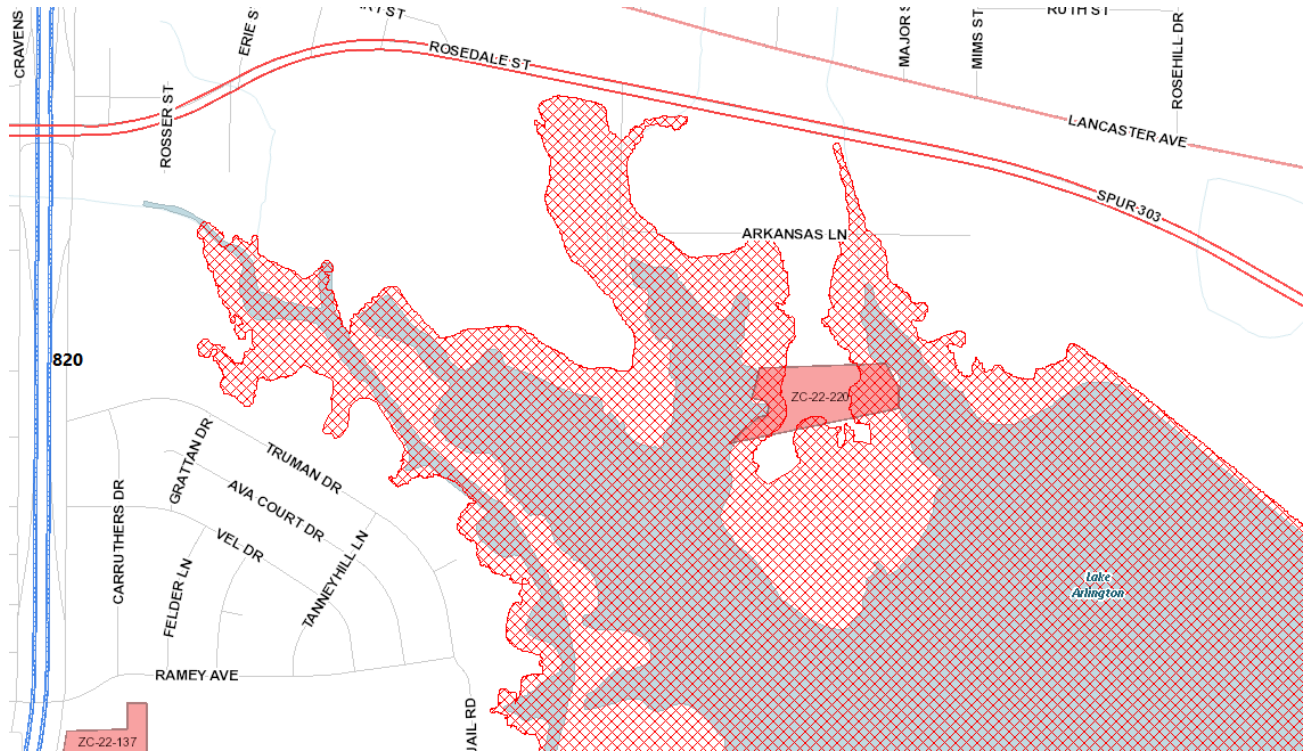 CRAVENS
ERIE S
RUTH ST
MAJOR S
MIMS ST
ROSEHILL DR
ROSEDALE ST
ROSSER ST
LANCASTER AVE
SPUR 303
ARKANSAS LN
820
ZC-22-220
GRATTAN DR
TRUMAN DR
AVA COURT DR
VEL DR
CARRUTHERS DR
FELDER LN
TANNEYHILL LN
Lake
Arlington
RAMEY AVE
AIL RD
ZC-22-137